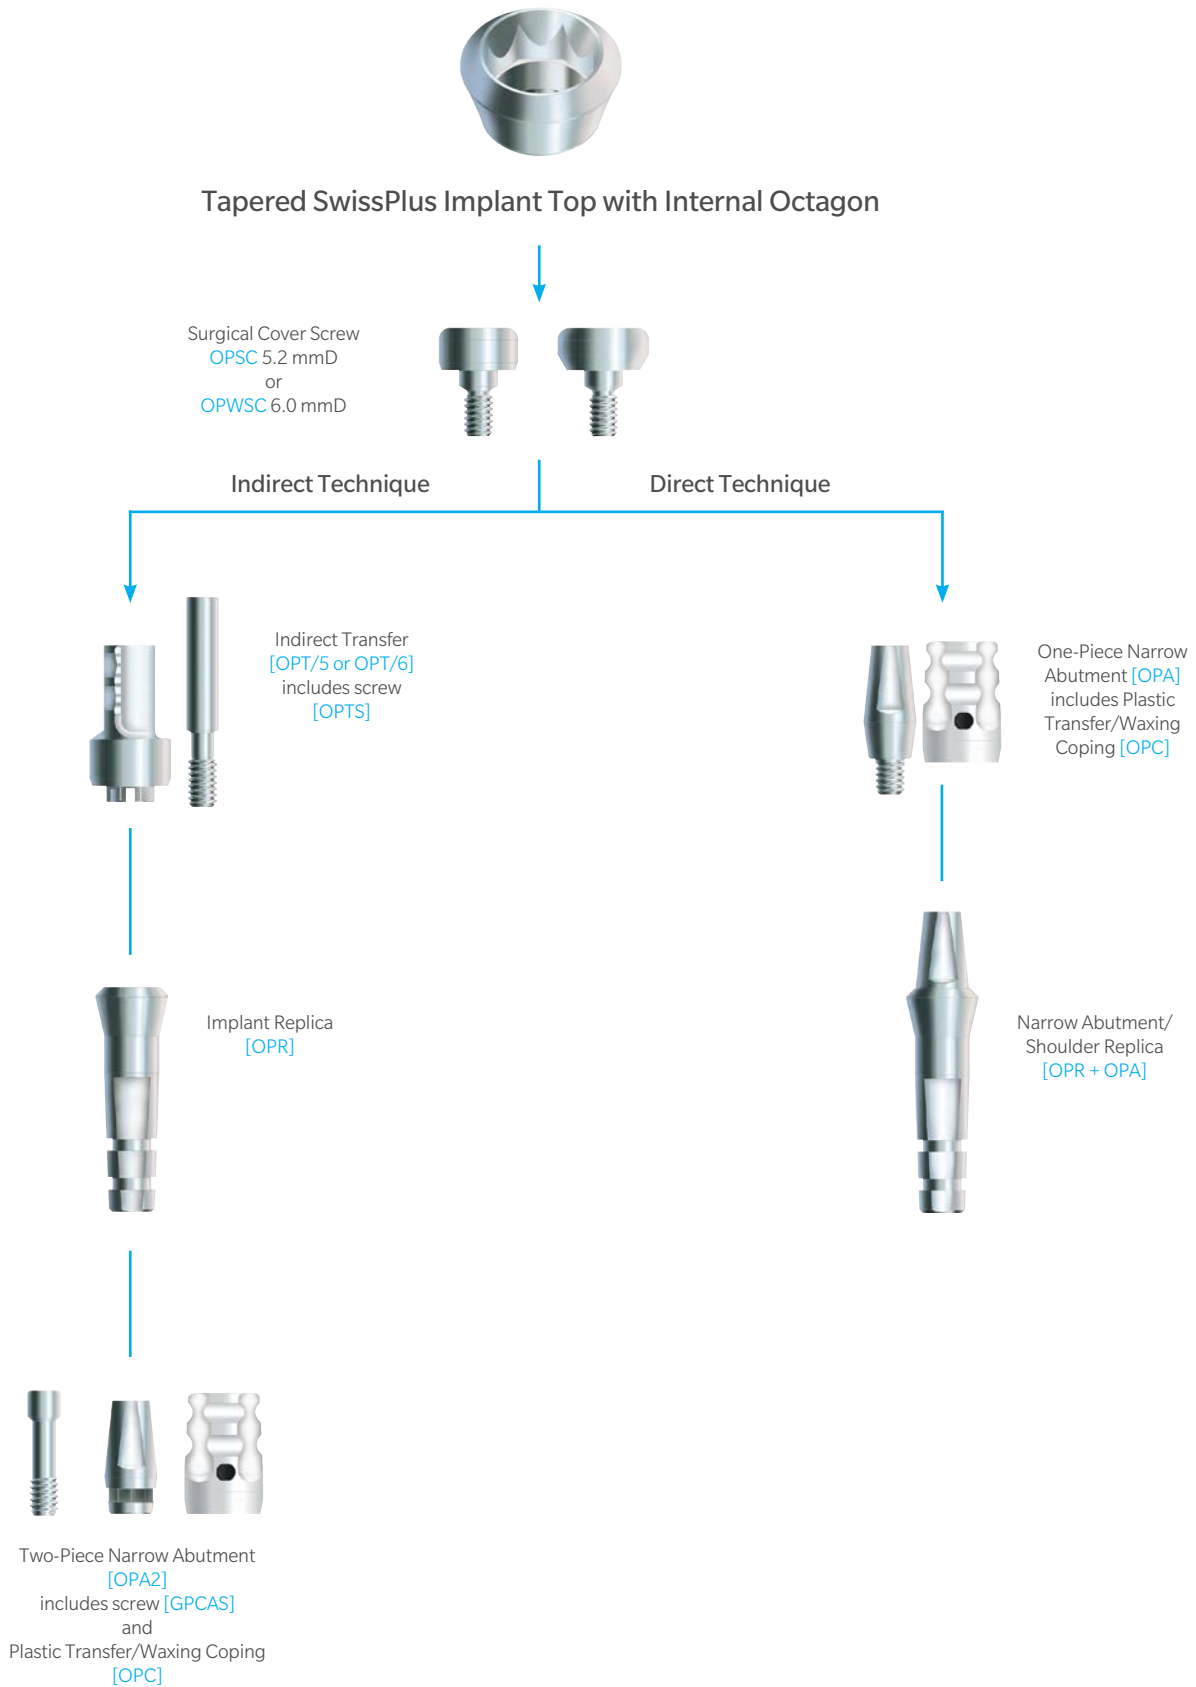 Tapered SwissPlus Implant Top with Internal Octagon
Surgical Cover Screw
OPSC 5.2 mmD
or
OPWSC 6.0 mmD
Indirect Technique
Direct Technique
Indirect Transfer
[OPT/5 or OPT/6]
includes screw
[OPTS]
One-Piece Narrow
Abutment [OPA]
includes Plastic
Transfer/Waxing
Coping [OPC]
Implant Replica
[OPR]
Narrow Abutment/
Shoulder Replica
[OPR + OPA]
Two-Piece Narrow Abutment
[OPA2]
includes screw [GPCAS]
and
Plastic Transfer/Waxing Coping
[OPC]